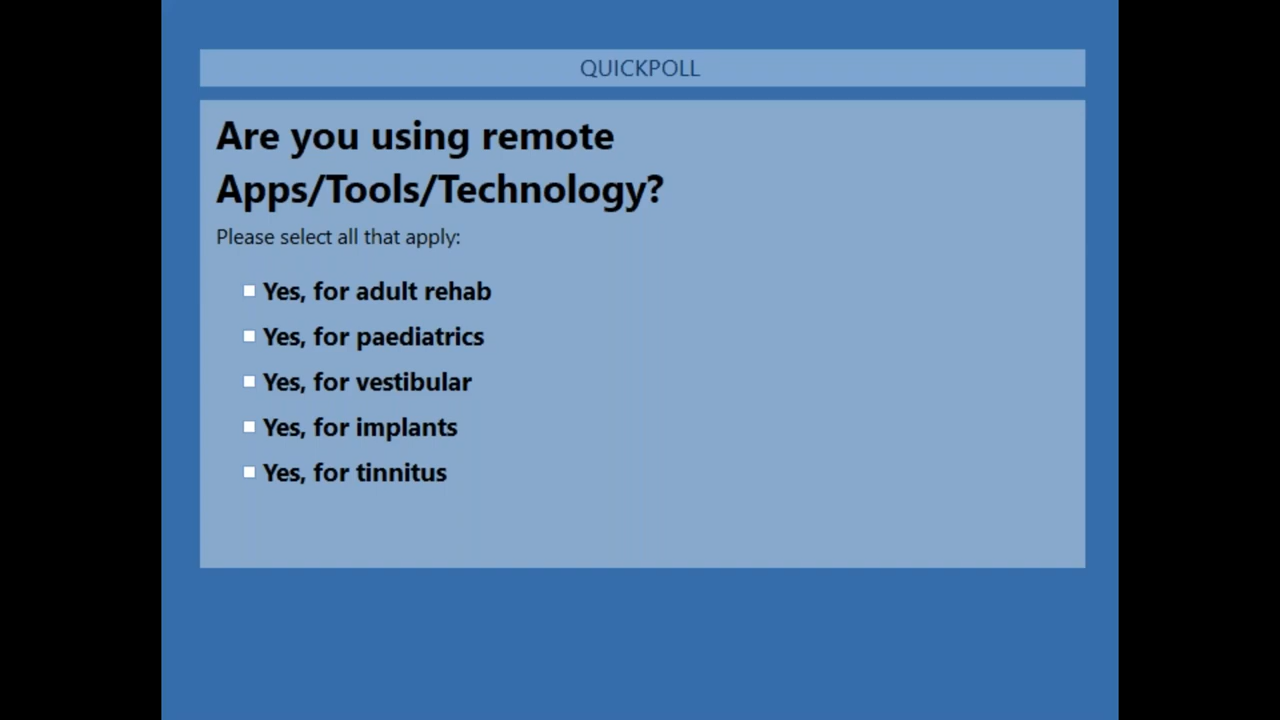 QUICKPOLL
Are you using remote
Apps/Tools/Technology?
Please select all that apply:
Yes, for adult rehab
Yes, for paediatrics
Yes, for vestibular
Yes, for implants
Yes, for tinnitus